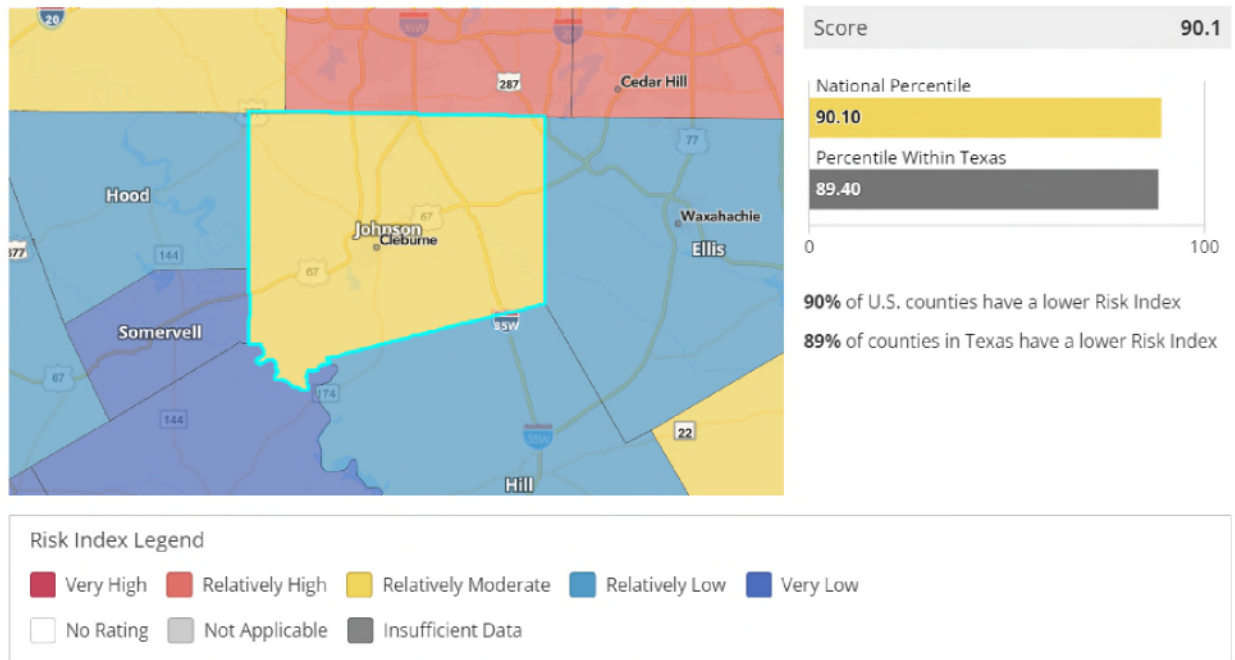 20
35W
20
287
Cedar Hill
377
77
Hood
67
Johnson
Cleburne
Waxahachie
Ellis
377
144
67
Somervell
35W
67
174
144
22
35W
Hill
Score 90.1
National Percentile
90.10
Percentile Within Texas
89.40
0 100
90% of U.S. counties have a lower Risk Index
89% of counties in Texas have a lower Risk Index
Risk Index Legend
Very High Relatively High Relatively Moderate Relatively Low Very Low
No Rating Not Applicable Insufficient Data